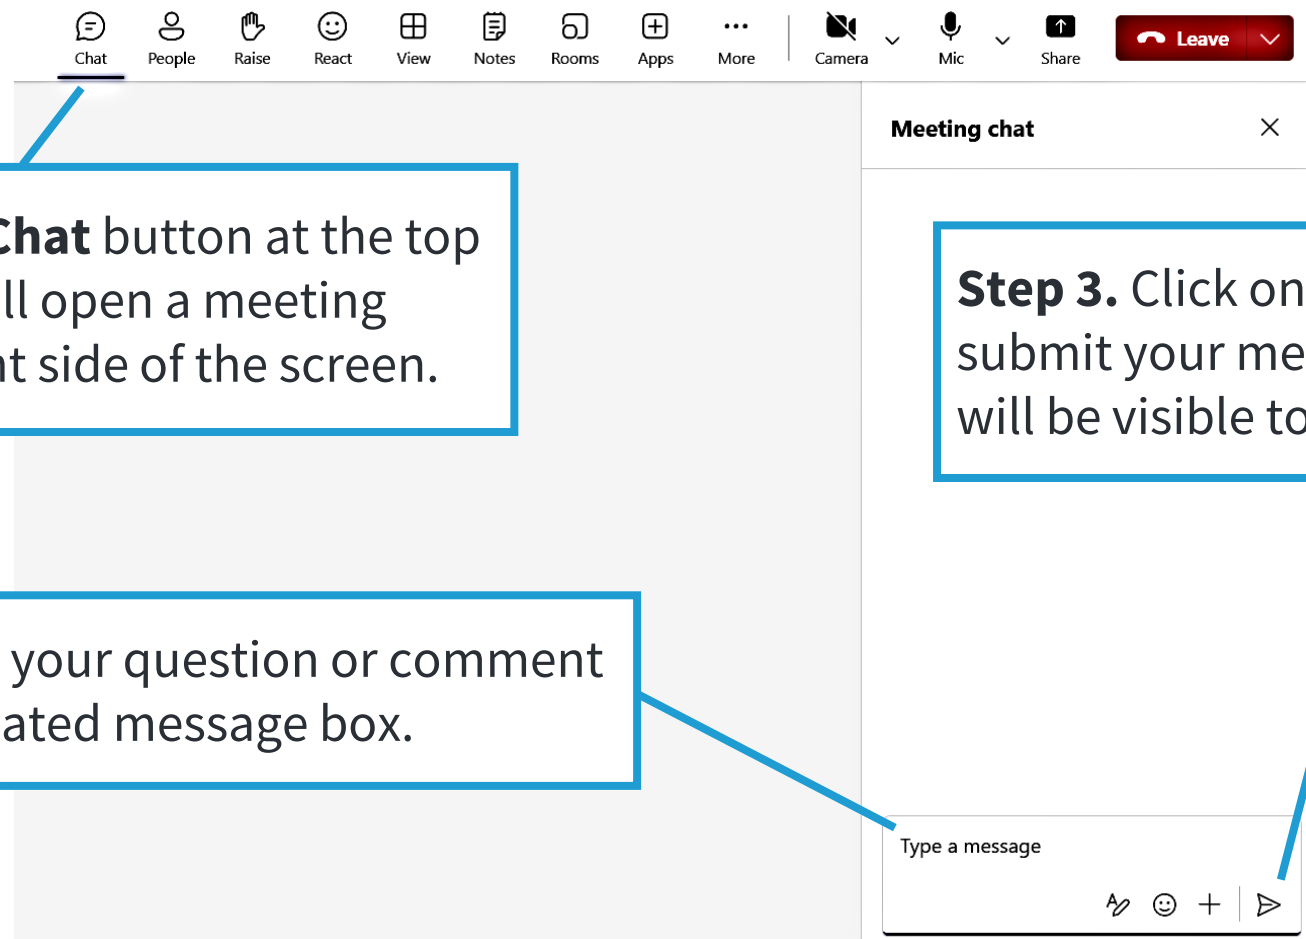 Chat
People
Raise
React
View
Notes
Rooms
Apps
More
Camera
Mic
Share
Leave
Meeting chat
Chat button at the top
ll open a meeting
nt side of the screen.
Step 3. Click on
submit your me
will be visible to
your question or comment
ated message box.
Type a message